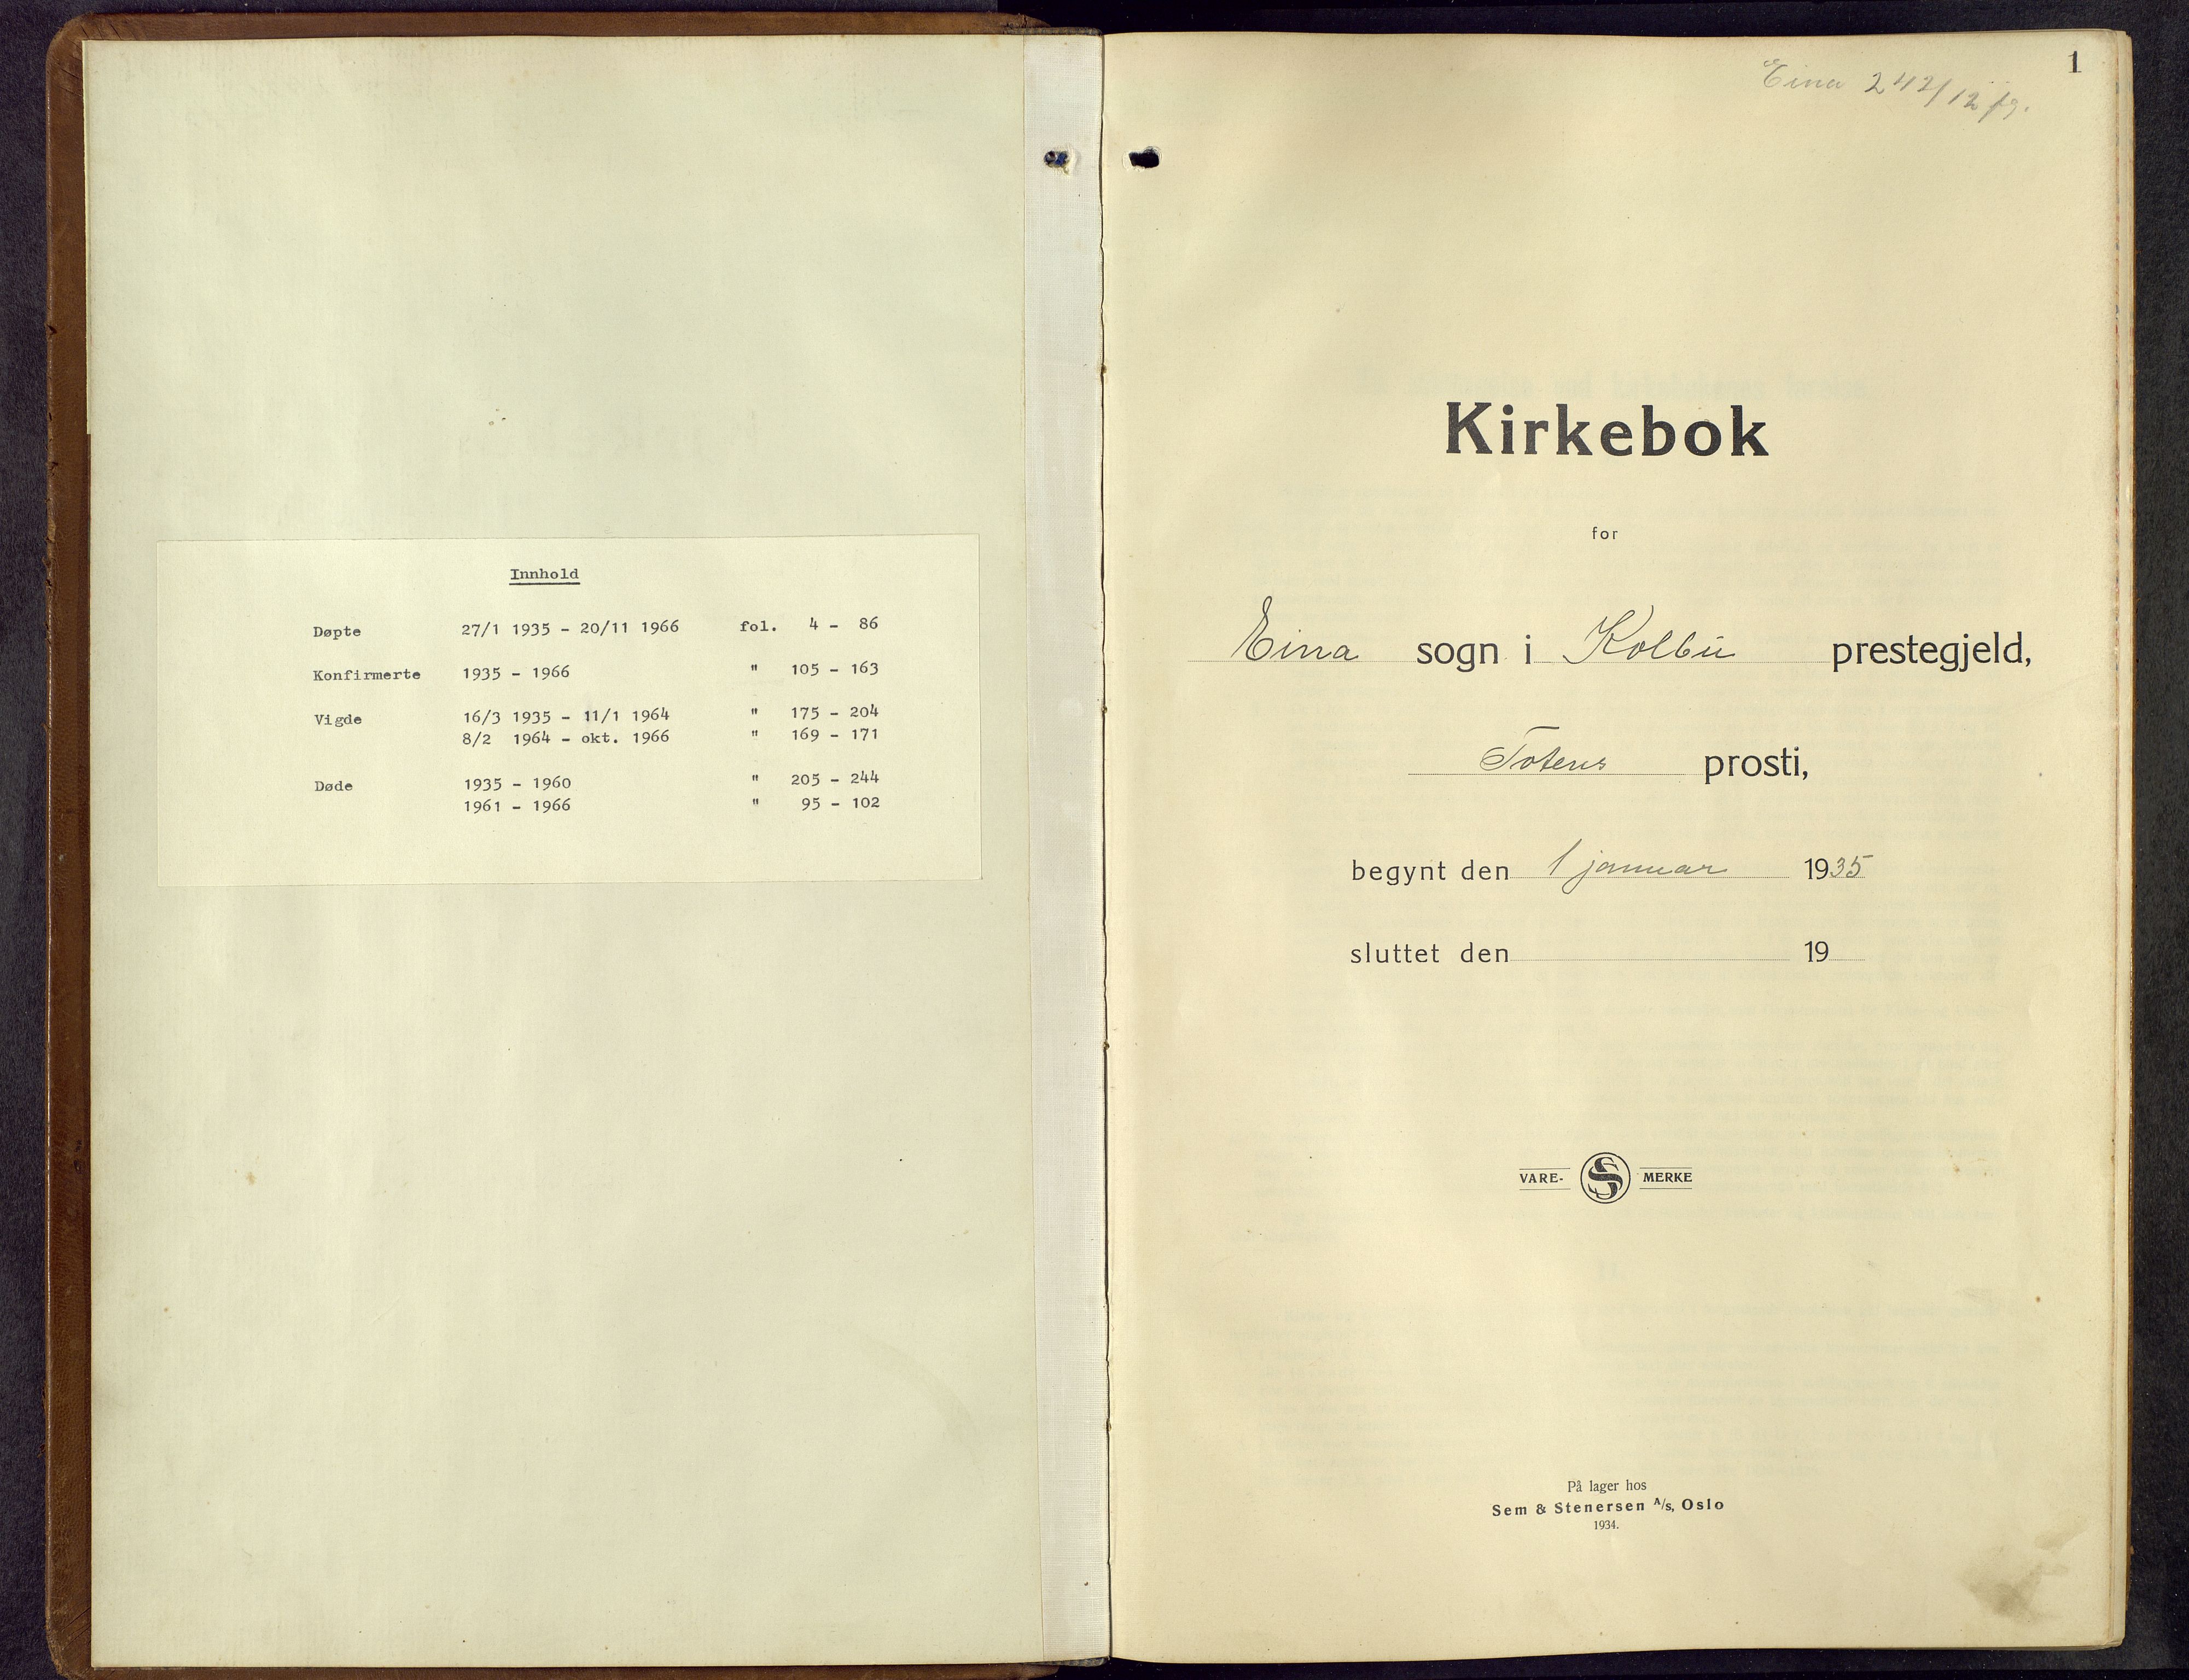 Innhold
Døpte 27/1 1935 - 20/11 1966 fol. 4 - 86
Konfirmerte 1935 - 1966 " 105 - 163
Vigde 16/3 1935 - 11/1 1964 " 175 - 204
8/2 1964 - okt. 1966 " 169 - 171
Døde 1935 - 1960 " 205 - 244
1961 - 1966 " 95 - 102
1
Eina 242/12
Kirkebok
for
Eina sogn i Kolbu prestegjeld,
Totens prosti,
begynt den 1 januar 1935
sluttet den 19
VARE- S MERKE
På lager hos
Sem & Stenersen A/s, Oslo
1934.